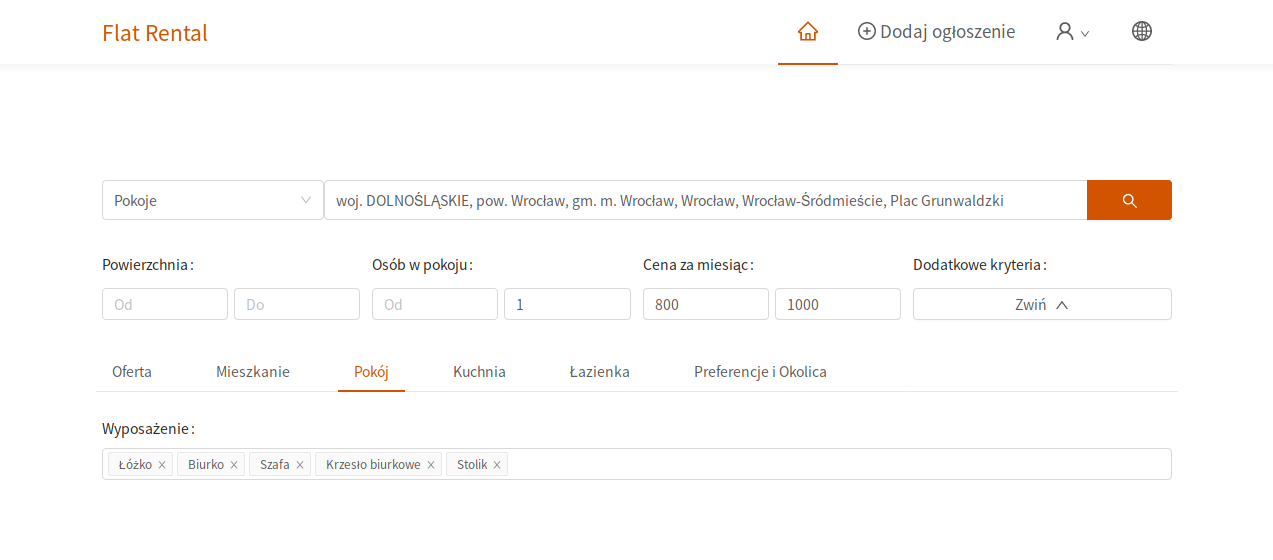 Flat Rental
Dodaj ogłoszenie
Pokoje
woj. DOLNOŚLĄSKIE, pow. Wrocław, gm. m. Wrocław, Wrocław, Wrocław-Śródmieście, Plac Grunwaldzki
Powierzchnia: Osób w pokoju: Cena za miesiąc: Dodatkowe kryteria:
Od Do Od 1 800 1000 Zwiń
Oferta Mieszkanie Pokój Kuchnia Łazienka Preferencje i Okolica
Wyposażenie:
Łóżko Biurko Szafa Krzesło biurkowe Stolik